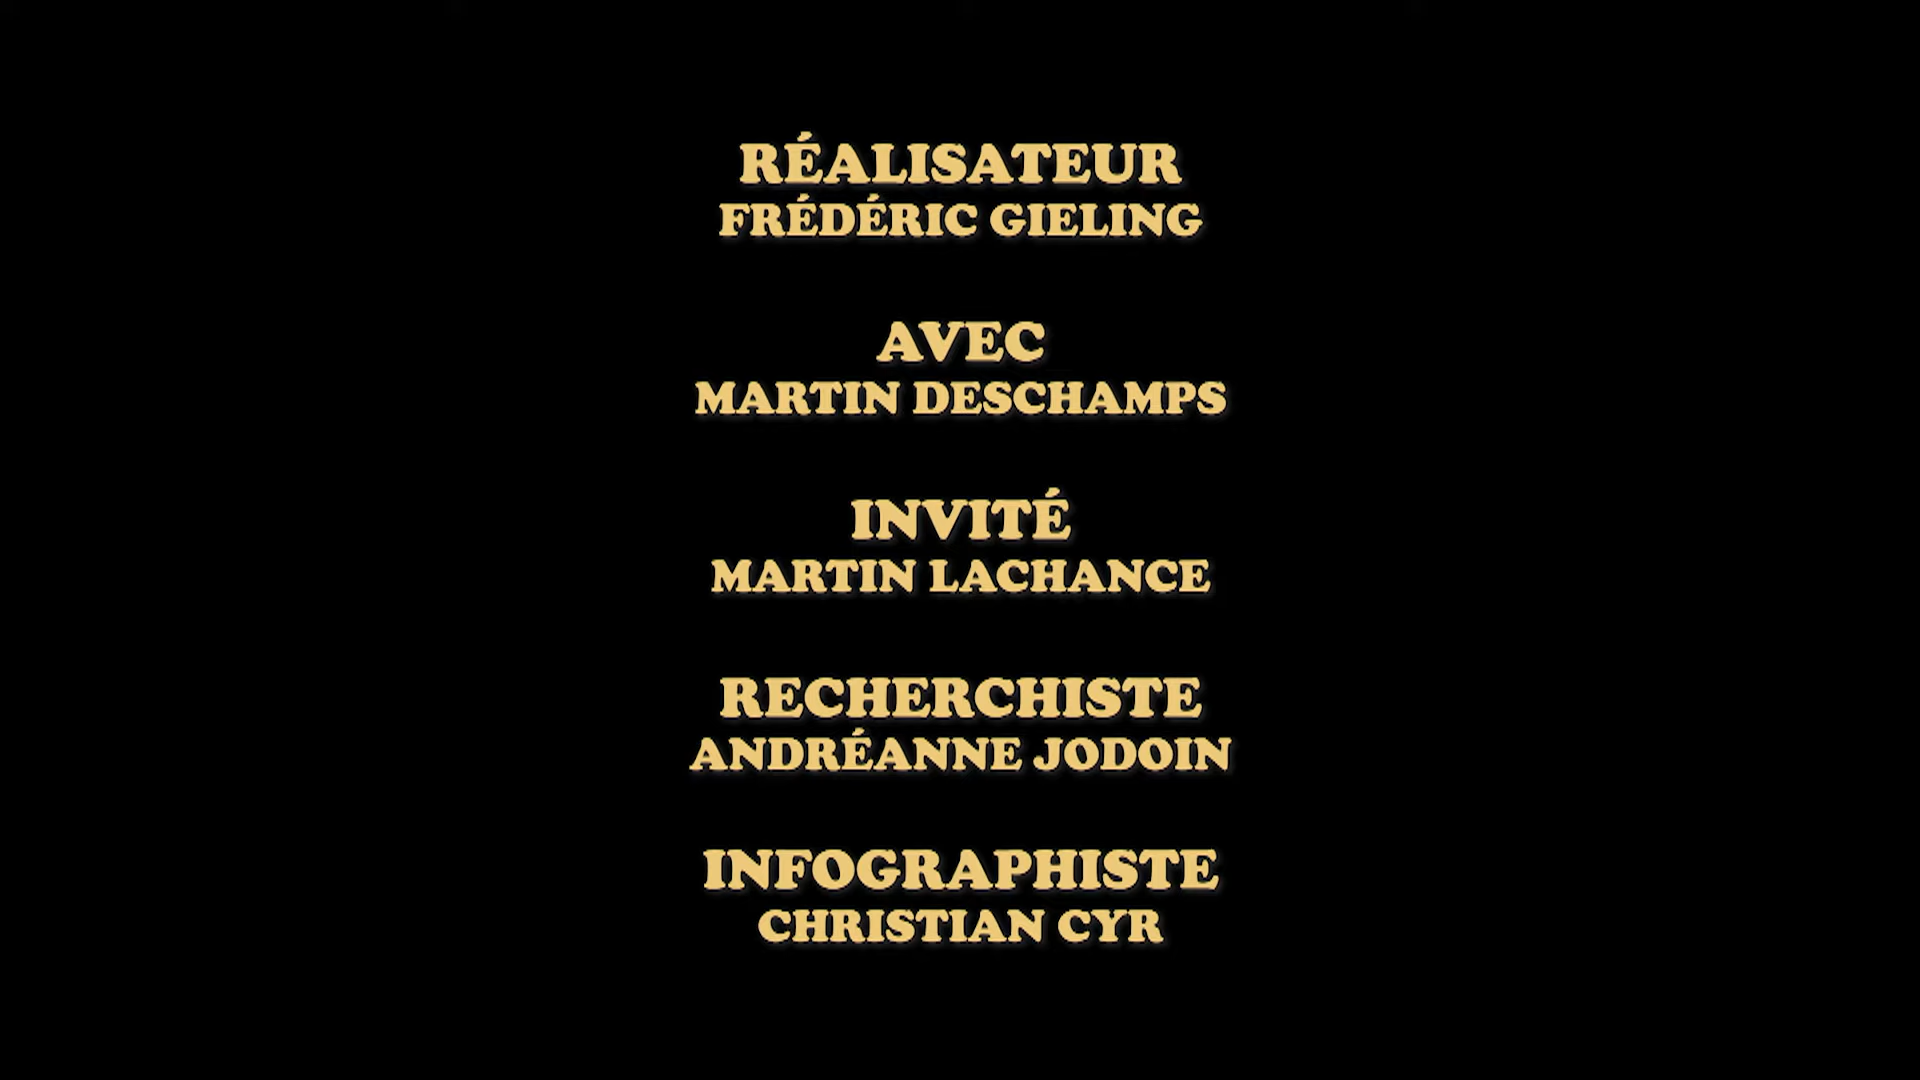 RÉALISATEUR
FRÉDÉRIC GIELING
AVEC
MARTIN DESCHAMPS
INVITÉ
MARTIN LACHANCE
RECHERCHISTE
ANDRÉANNE JODOIN
INFOGRAPHISTE
CHRISTIAN CYR